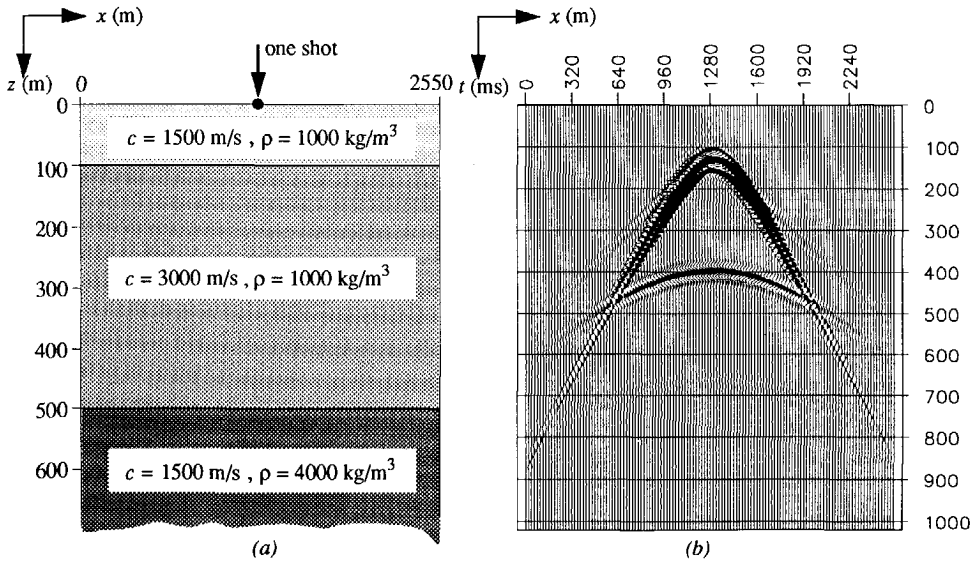 x (m)
one shot
z (m)
0
2550
0
c = 1500 m/s , ρ = 1000 kg/m³
100
200
c = 3000 m/s , ρ = 1000 kg/m³
300
400
500
c = 1500 m/s , ρ = 4000 kg/m³
600
(a)
x (m)
t (ms)
0
320
640
960
1280
1600
1920
2240
0
100
200
300
400
500
600
700
800
900
1000
(b)